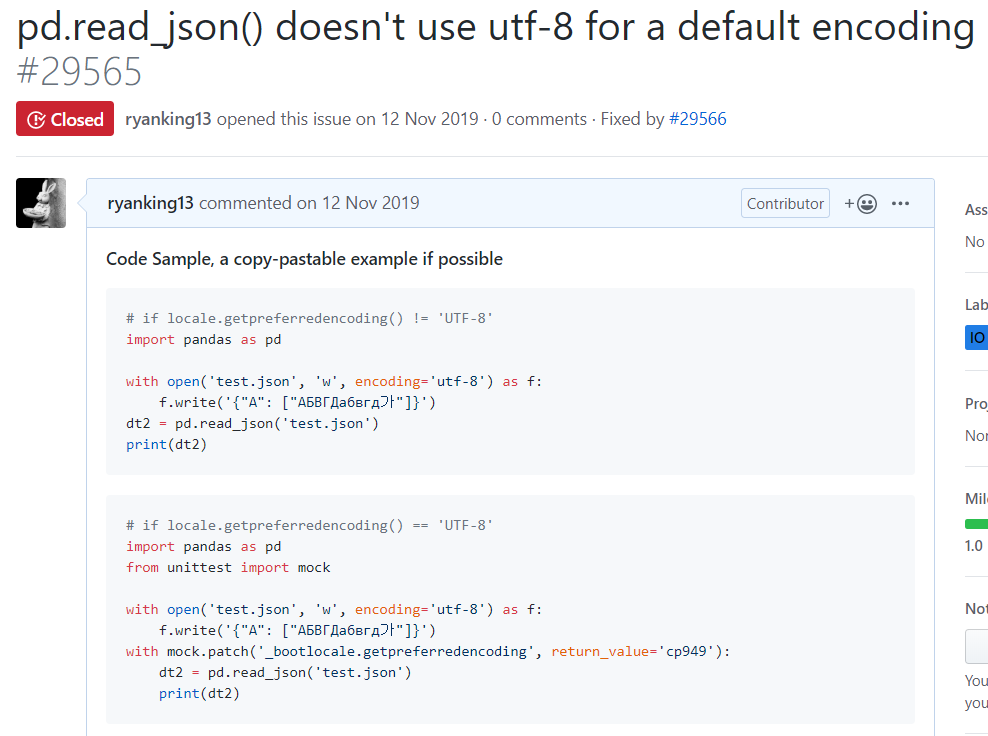 pd.read_json() doesn't use utf-8 for a default encoding
#29565
Closed ryanking13 opened this issue on 12 Nov 2019 · 0 comments · Fixed by #29566
ryanking13 commented on 12 Nov 2019 Contributor +
Code Sample, a copy-pastable example if possible
# if locale.getpreferredencoding() != 'UTF-8'
import pandas as pd
with open('test.json', 'w', encoding='utf-8') as f:
    f.write('{"A": ["АБВГДабвгд가"]}')
dt2 = pd.read_json('test.json')
print(dt2)
# if locale.getpreferredencoding() == 'UTF-8'
import pandas as pd
from unittest import mock
with open('test.json', 'w', encoding='utf-8') as f:
    f.write('{"A": ["АБВГДабвгд가"]}')
with mock.patch('_bootlocale.getpreferredencoding', return_value='cp949'):
    dt2 = pd.read_json('test.json')
    print(dt2)
Ass
No
Lab
IO
Proj
Nor
Mile
1.0
Not
You
you